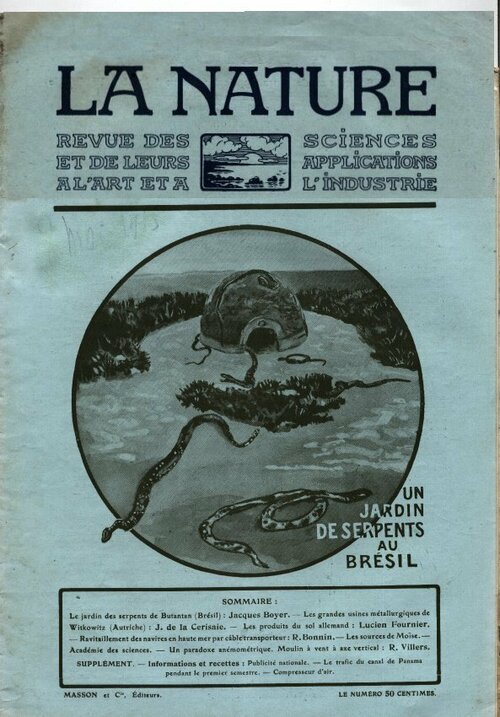 LA NATURE
REVUE DES SCIENCES
ET DE LEURS APPLICATIONS
A L'ART ET A L'INDUSTRIE
UN
JARDIN
DE SERPENTS
AU
BRÉSIL
SOMMAIRE :
Le jardin des serpents de Butantan (Brésil) : Jacques Boyer. — Les grandes usines métallurgiques de
Witkowitz (Autriche) : J. de la Cerisaie. — Les produits du sol allemand : Lucien Fournier.
— Ravitaillement des navires en haute mer par câble transporteur : R. Bonnin. — Les sources de Moïse. —
Académie des sciences. — Un paradoxe anémométrique. Moulin à vent à axe vertical : R. Villers.
SUPPLÉMENT. — Informations et recettes : Publicité nationale. — Le trafic du canal de Panama
pendant le premier semestre. — Compresseur d'air.
MASSON et Cie, Éditeurs. LE NUMÉRO 50 CENTIMES.